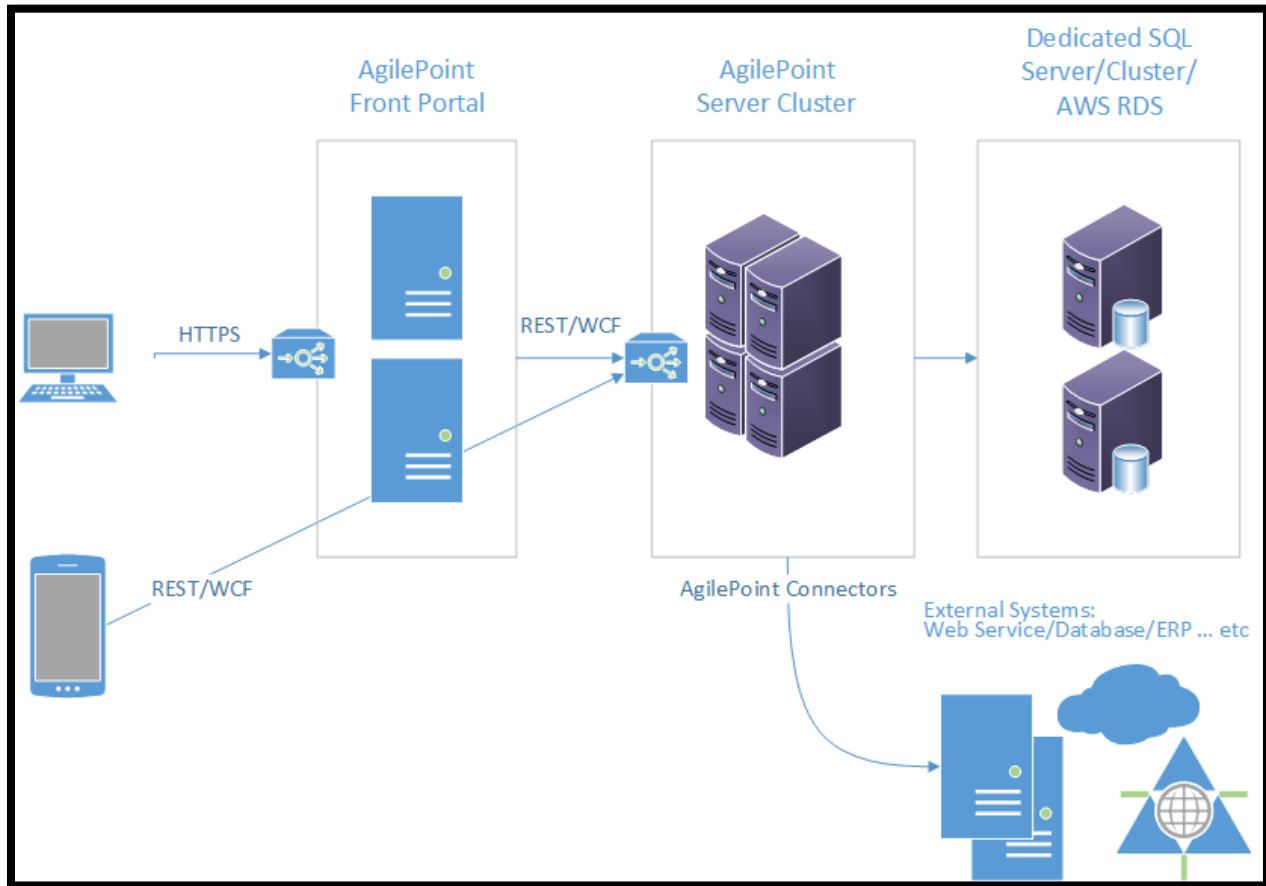 AgilePoint
Front Portal
AgilePoint
Server Cluster
Dedicated SQL
Server/Cluster/
AWS RDS
HTTPS
REST/WCF
REST/WCF
AgilePoint Connectors
External Systems:
Web Service/Database/ERP ... etc